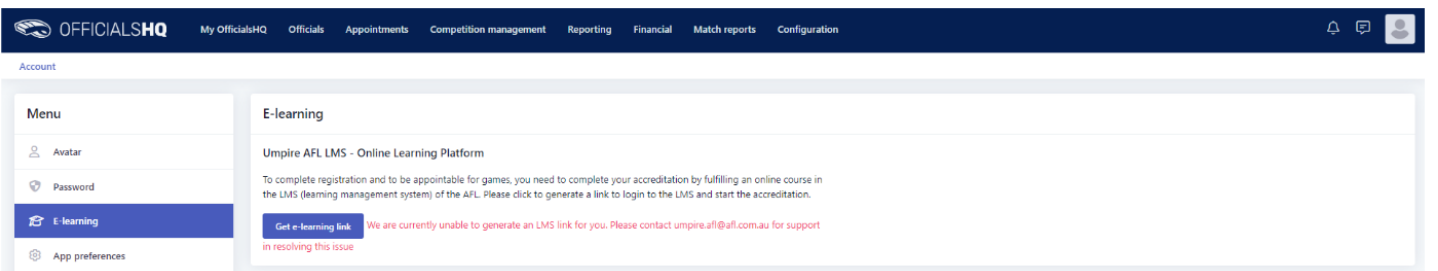 OFFICIALSHQ My OfficialsHQ Officials Appointments Competition management Reporting Financial Match reports Configuration
Account
Menu
Avatar
Password
E-learning
App preferences
E-learning
Umpire AFL LMS - Online Learning Platform
To complete registration and to be appointable for games, you need to complete your accreditation by fulfilling an online course in
the LMS (learning management system) of the AFL. Please click to generate a link to login to the LMS and start the accreditation.
Get e-learning link We are currently unable to generate an LMS link for you. Please contact umpire.afl@afl.com.au for support
in resolving this issue